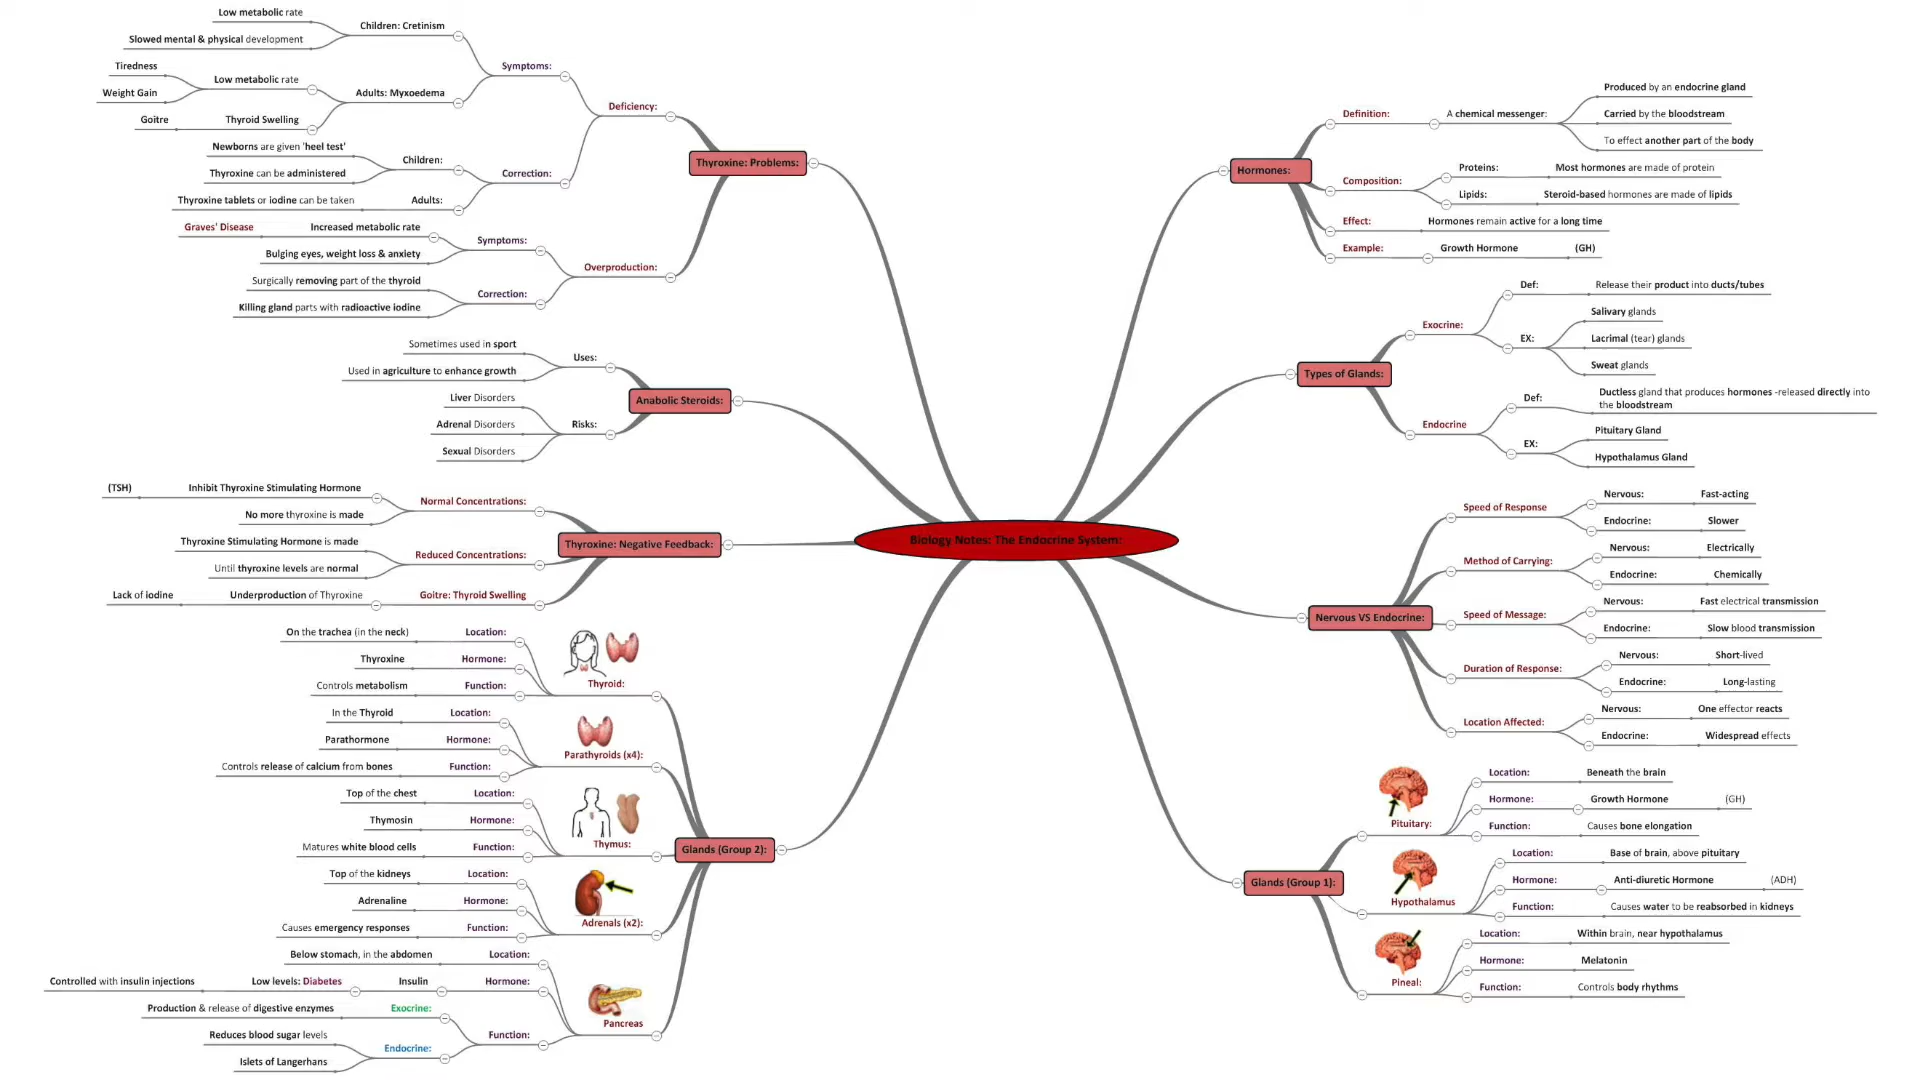 Biology Notes: The Endocrine System:
Hormones:
Definition:
A chemical messenger:
Produced by an endocrine gland
Carried by the bloodstream
To effect another part of the body
Composition:
Proteins:
Most hormones are made of protein
Lipids:
Steroid-based hormones are made of lipids
Effect:
Hormones remain active for a long time
Example:
Growth Hormone
(GH)
Types of Glands:
Exocrine:
Def:
Release their product into ducts/tubes
EX:
Salivary glands
Lacrimal (tear) glands
Sweat glands
Endocrine
Def:
Ductless gland that produces hormones -released directly into
the bloodstream
EX:
Pituitary Gland
Hypothalamus Gland
Nervous VS Endocrine:
Speed of Response
Nervous:
Fast-acting
Endocrine:
Slower
Method of Carrying:
Nervous:
Electrically
Endocrine:
Chemically
Speed of Message:
Nervous:
Fast electrical transmission
Endocrine:
Slow blood transmission
Duration of Response:
Nervous:
Short-lived
Endocrine:
Long-lasting
Location Affected:
Nervous:
One effector reacts
Endocrine:
Widespread effects
Glands (Group 1):
Pituitary:
Location:
Beneath the brain
Hormone:
Growth Hormone
(GH)
Function:
Causes bone elongation
Hypothalamus
Location:
Base of brain, above pituitary
Hormone:
Anti-diuretic Hormone
(ADH)
Function:
Causes water to be reabsorbed in kidneys
Pineal:
Location:
Within brain, near hypothalamus
Hormone:
Melatonin
Function:
Controls body rhythms
Thyroxine: Problems:
Deficiency:
Symptoms:
Children: Cretinism
Low metabolic rate
Slowed mental & physical development
Adults: Myxoedema
Low metabolic rate
Tiredness
Weight Gain
Thyroid Swelling
Goitre
Correction:
Children:
Newborns are given 'heel test'
Thyroxine can be administered
Adults:
Thyroxine tablets or iodine can be taken
Overproduction:
Symptoms:
Increased metabolic rate
Graves' Disease
Bulging eyes, weight loss & anxiety
Correction:
Surgically removing part of the thyroid
Killing gland parts with radioactive iodine
Anabolic Steroids:
Uses:
Sometimes used in sport
Used in agriculture to enhance growth
Risks:
Liver Disorders
Adrenal Disorders
Sexual Disorders
Thyroxine: Negative Feedback:
Normal Concentrations:
Inhibit Thyroxine Stimulating Hormone
(TSH)
No more thyroxine is made
Reduced Concentrations:
Thyroxine Stimulating Hormone is made
Until thyroxine levels are normal
Goitre: Thyroid Swelling
Underproduction of Thyroxine
Lack of iodine
Glands (Group 2):
Thyroid:
Location:
On the trachea (in the neck)
Hormone:
Thyroxine
Function:
Controls metabolism
Parathyroids (x4):
Location:
In the Thyroid
Hormone:
Parathormone
Function:
Controls release of calcium from bones
Thymus:
Location:
Top of the chest
Hormone:
Thymosin
Function:
Matures white blood cells
Adrenals (x2):
Location:
Top of the kidneys
Hormone:
Adrenaline
Function:
Causes emergency responses
Pancreas
Location:
Below stomach, in the abdomen
Hormone:
Insulin
Low levels: Diabetes
Controlled with insulin injections
Function:
Exocrine:
Production & release of digestive enzymes
Endocrine:
Reduces blood sugar levels
Islets of Langerhans